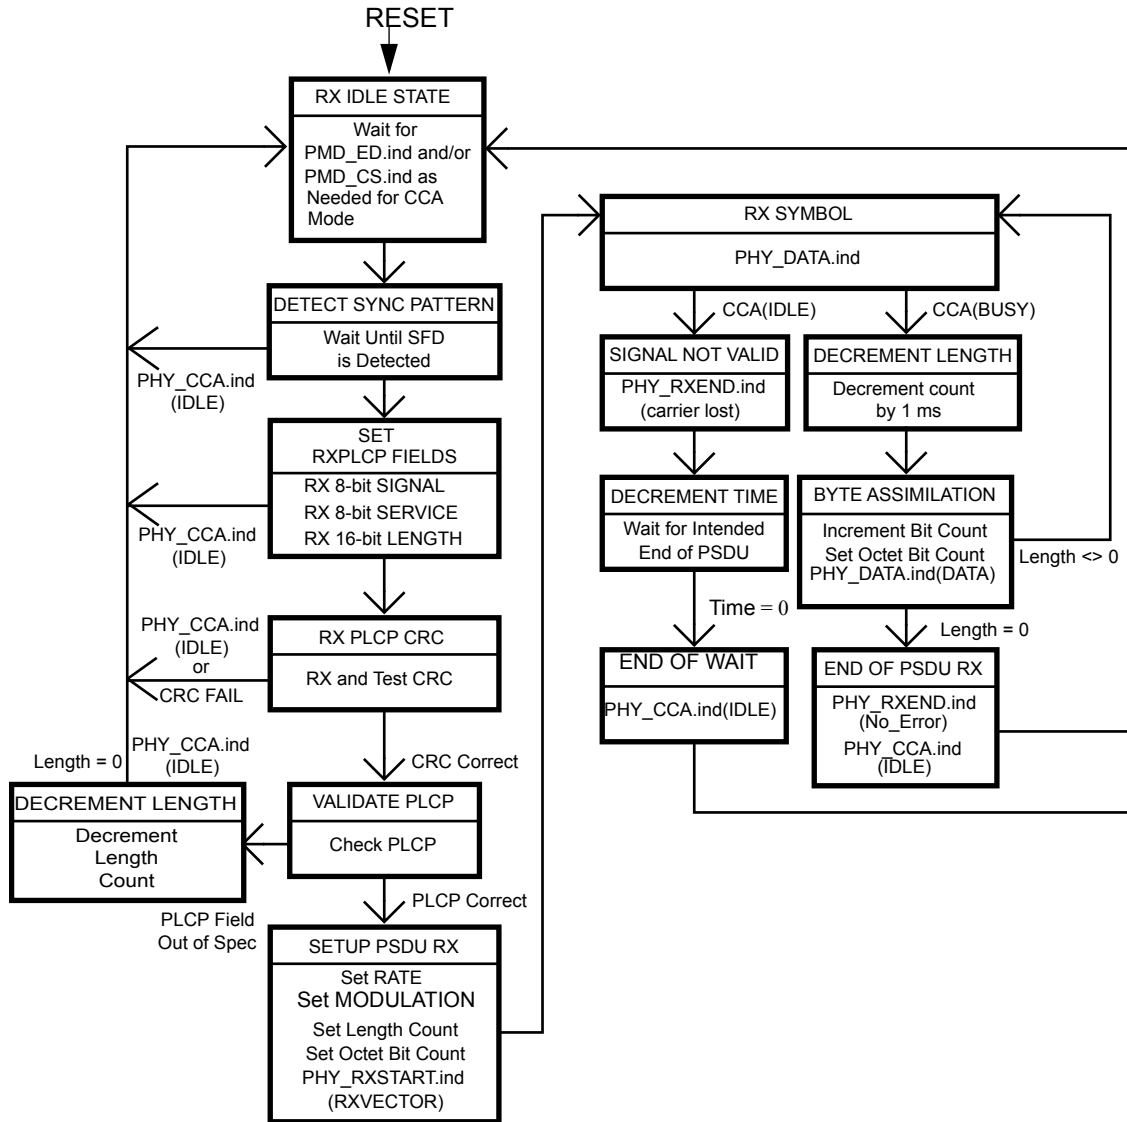 RESET
RX IDLE STATE
Wait for
PMD_ED.ind and/or
PMD_CS.ind as
Needed for CCA
Mode
DETECT SYNC PATTERN
Wait Until SFD
is Detected
PHY_CCA.ind
(IDLE)
SET
RXPLCP FIELDS
RX 8-bit SIGNAL
RX 8-bit SERVICE
RX 16-bit LENGTH
PHY_CCA.ind
(IDLE)
RX PLCP CRC
RX and Test CRC
PHY_CCA.ind
(IDLE)
or
CRC FAIL
CRC Correct
VALIDATE PLCP
Check PLCP
PHY_CCA.ind
(IDLE)
Length = 0
DECREMENT LENGTH
Decrement
Length
Count
PLCP Field
Out of Spec
PLCP Correct
SETUP PSDU RX
Set RATE
Set MODULATION
Set Length Count
Set Octet Bit Count
PHY_RXSTART.ind
(RXVECTOR)
RX SYMBOL
PHY_DATA.ind
CCA(IDLE)
SIGNAL NOT VALID
PHY_RXEND.ind
(carrier lost)
DECREMENT TIME
Wait for Intended
End of PSDU
Time = 0
END OF WAIT
PHY_CCA.ind(IDLE)
CCA(BUSY)
DECREMENT LENGTH
Decrement count
by 1 ms
BYTE ASSIMILATION
Increment Bit Count
Set Octet Bit Count
PHY_DATA.ind(DATA)
Length <> 0
Length = 0
END OF PSDU RX
PHY_RXEND.ind
(No_Error)
PHY_CCA.ind
(IDLE)